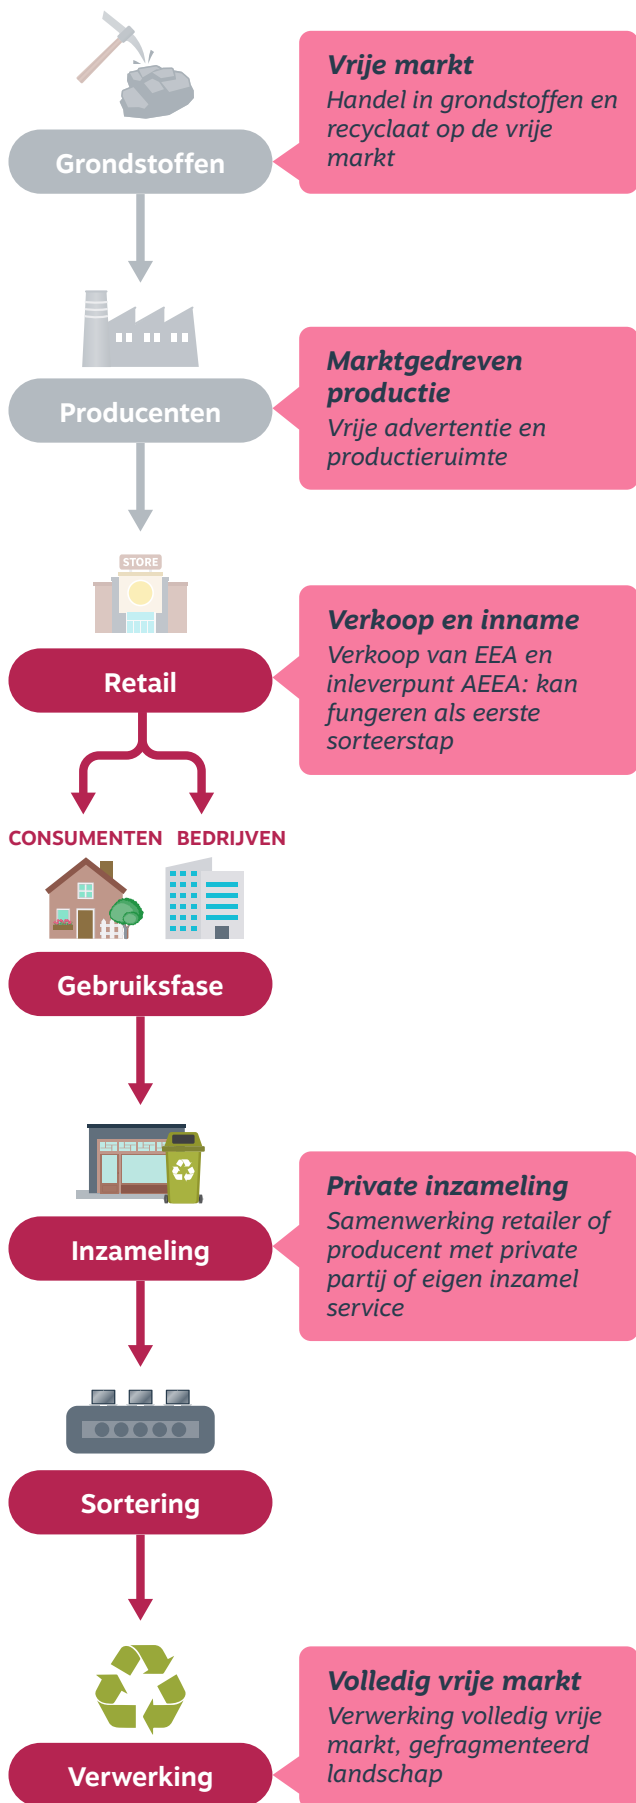 Vrije markt
Handel in grondstoffen en
recyclaat op de vrije
markt
Grondstoffen
Marktgedreven
productie
Vrije advertentie en
productieruimte
Producenten
STORE
Verkoop en inname
Verkoop van EEA en
inleverpunt AEEA: kan
fungeren als eerste
sorteerstap
Retail
CONSUMENTEN BEDRIJVEN
Gebruiksfase
Private inzameling
Samenwerking retailer of
producent met private
partij of eigen inzamel
service
Inzameling
Sortering
Volledig vrije markt
Verwerking volledig vrije
markt, gefragmenteerd
landschap
Verwerking